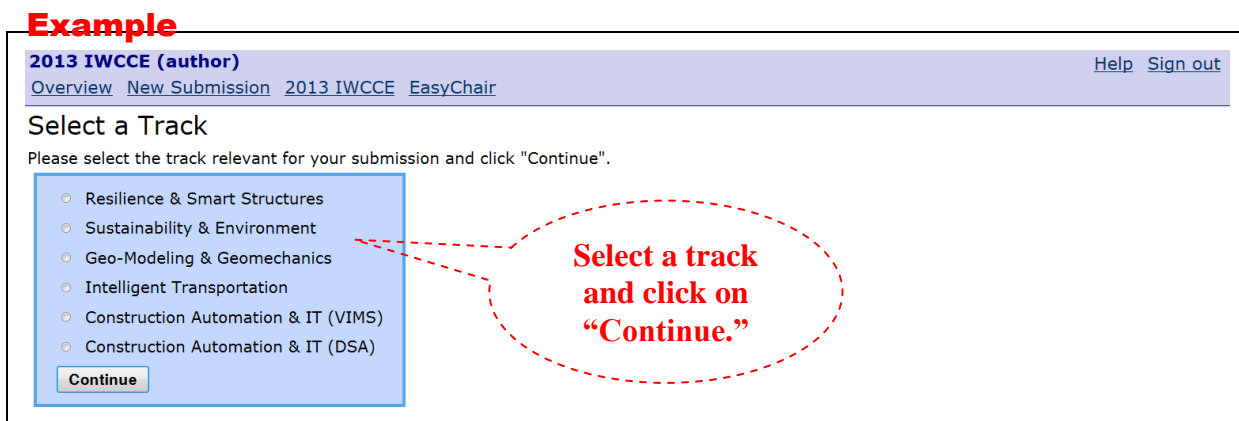 Example
2013 IWCCE (author)
Help Sign out
Overview New Submission 2013 IWCCE EasyChair
Select a Track
Please select the track relevant for your submission and click "Continue".
Resilience & Smart Structures
Sustainability & Environment
Geo-Modeling & Geomechanics
Intelligent Transportation
Construction Automation & IT (VIMS)
Construction Automation & IT (DSA)
Continue
Select a track
and click on
“Continue.”